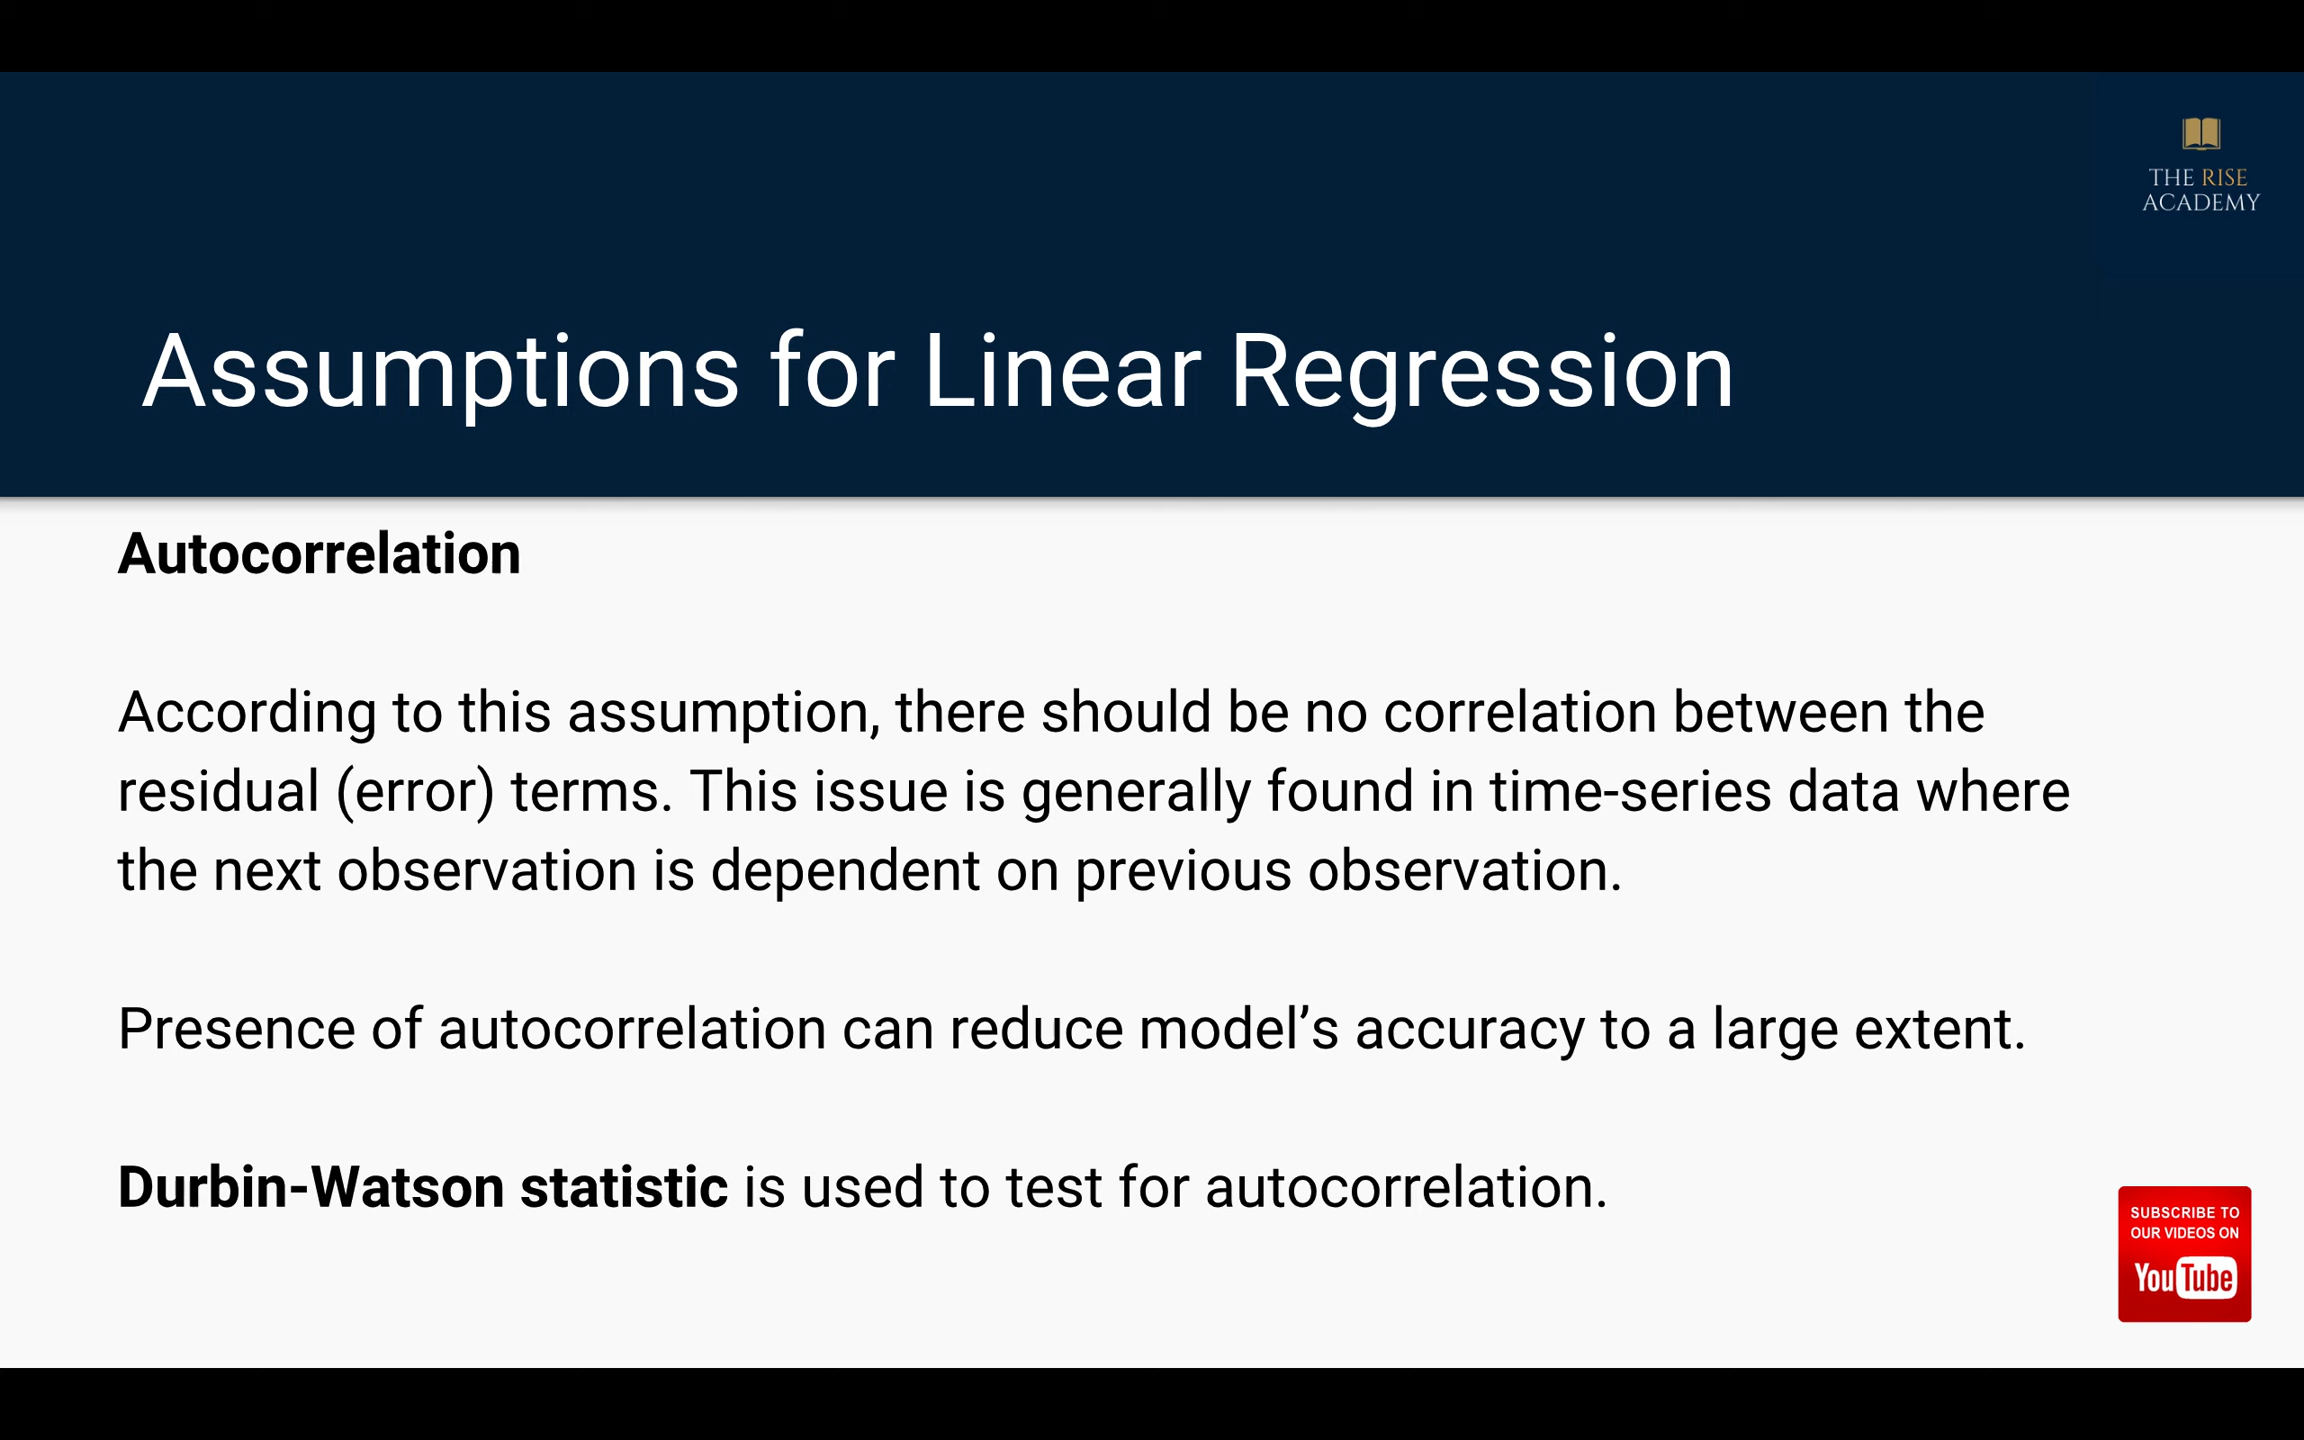 THE RISE
ACADEMY
Assumptions for Linear Regression
Autocorrelation
According to this assumption, there should be no correlation between the
residual (error) terms. This issue is generally found in time-series data where
the next observation is dependent on previous observation.
Presence of autocorrelation can reduce model’s accuracy to a large extent.
Durbin-Watson statistic is used to test for autocorrelation.
SUBSCRIBE TO
OUR VIDEOS ON
YouTube